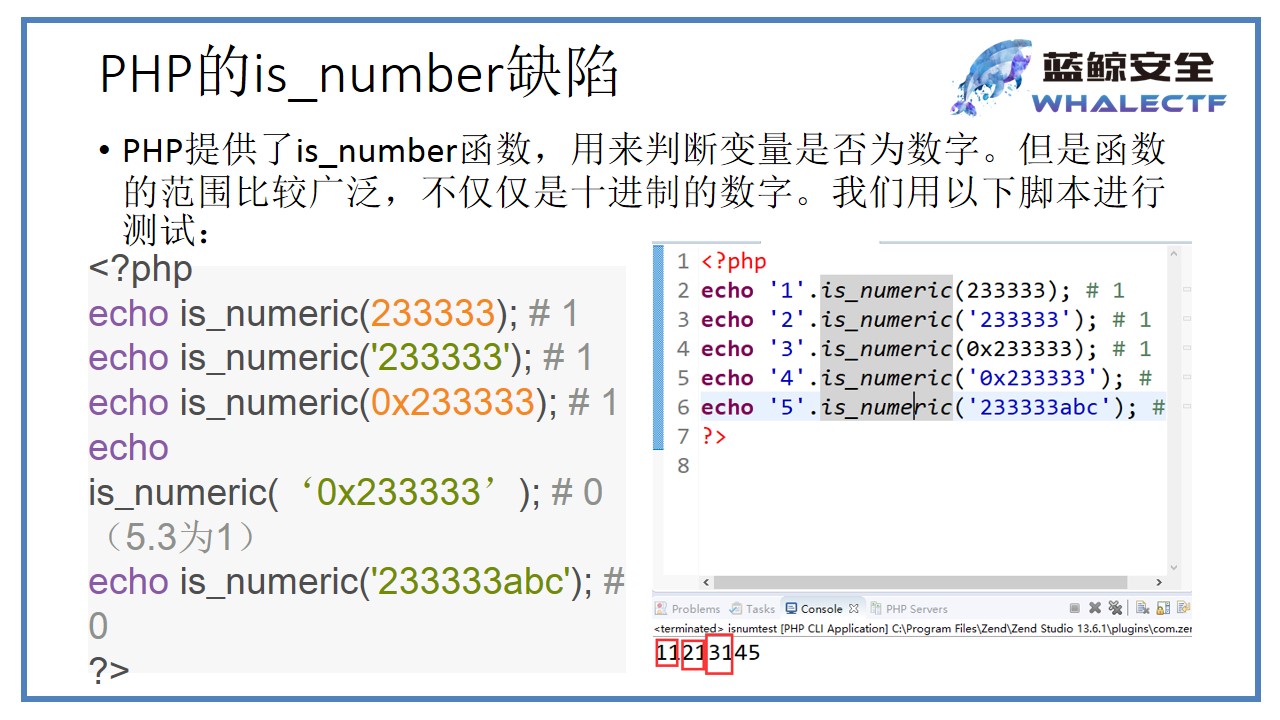 PHP的is_number缺陷
蓝鲸安全
WHALECTF
• PHP提供了is_number函数，用来判断变量是否为数字。但是函数
的范围比较广泛，不仅仅是十进制的数字。我们用以下脚本进行
测试：
<?php
echo is_numeric(233333); # 1
echo is_numeric('233333'); # 1
echo is_numeric(0x233333); # 1
echo
is_numeric(‘0x233333’); # 0
（5.3为1）
echo is_numeric('233333abc'); #
0
?>
1 <?php
2 echo '1'.is_numeric(233333); # 1
3 echo '2'.is_numeric('233333'); # 1
4 echo '3'.is_numeric(0x233333); # 1
5 echo '4'.is_numeric('0x233333'); #
6 echo '5'.is_numeric('233333abc'); #
7 ?>
8
Problems Tasks Console PHP Servers
<terminated> isnumtest [PHP CLI Application] C:\Program Files\Zend\Zend Studio 13.6.1\plugins\com.zer
11213145